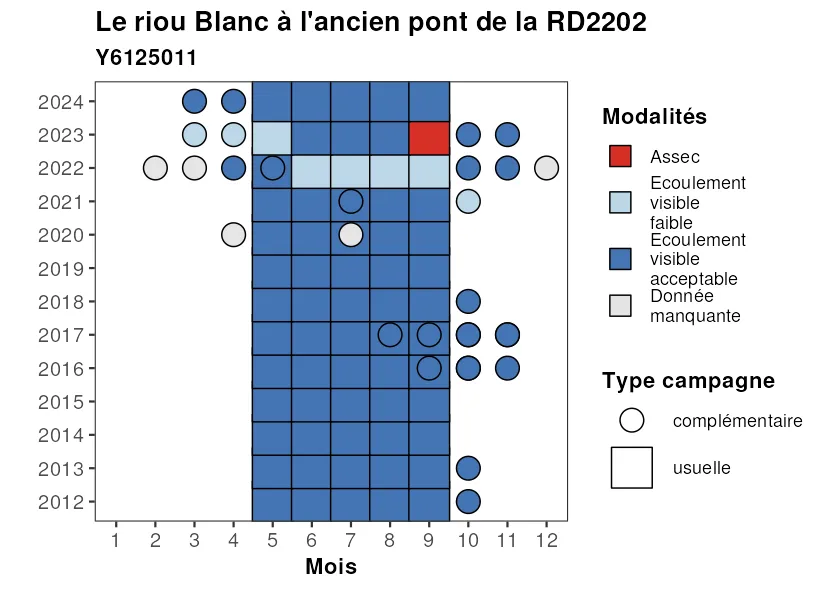 Le riou Blanc à l'ancien pont de la RD2202
Y6125011
2024
2023
2022
2021
2020
2019
2018
2017
2016
2015
2014
2013
2012
1 2 3 4 5 6 7 8 9 10 11 12
Mois
Modalités
Assec
Ecoulement
visible
faible
Ecoulement
visible
acceptable
Donnée
manquante
Type campagne
complémentaire
usuelle